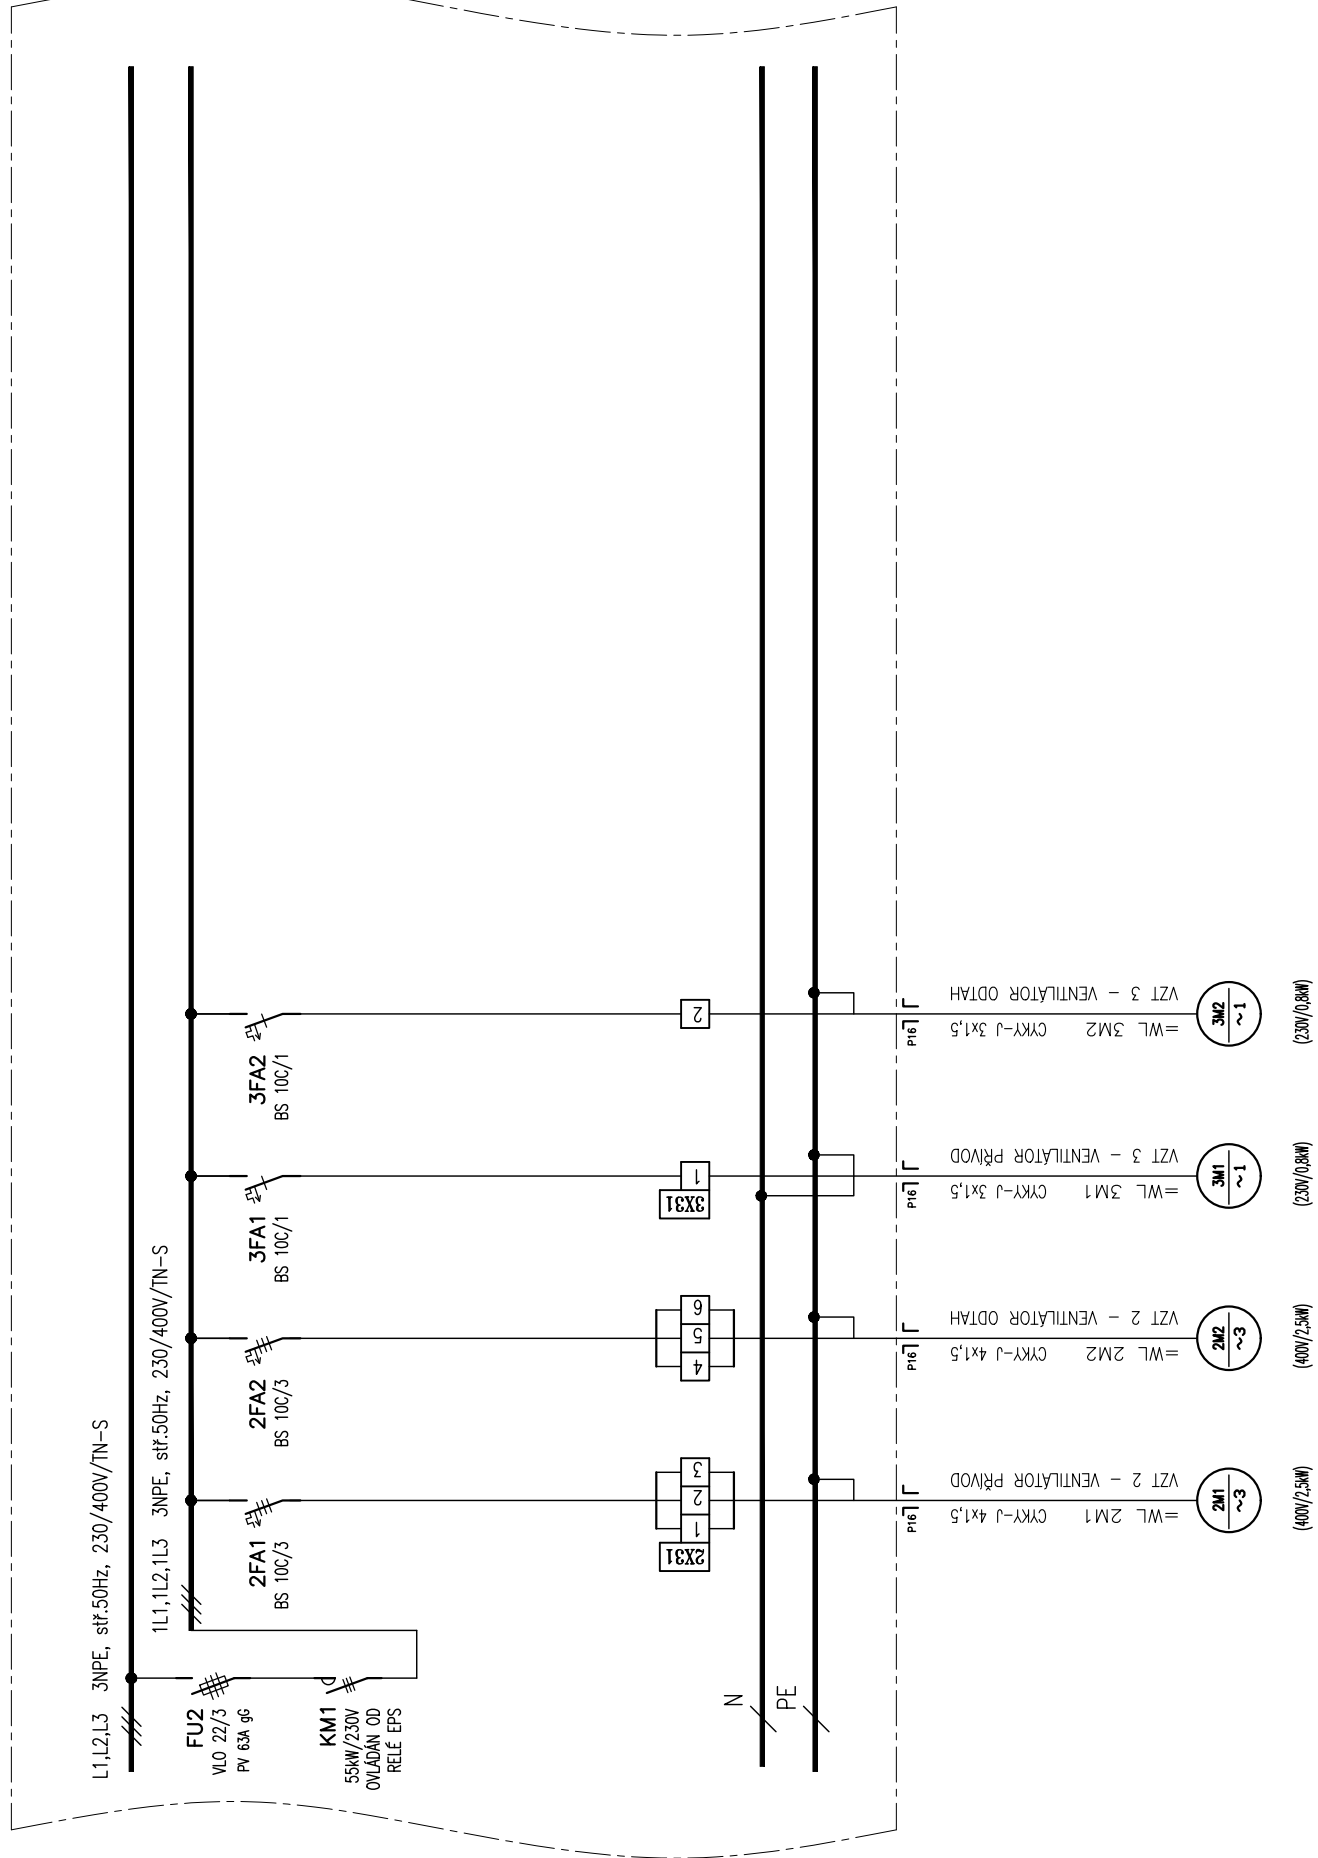 L1,L2,L3   3NPE, stř.50Hz, 230/400V/TN-S
1L1,1L2,1L3   3NPE, stř.50Hz, 230/400V/TN-S
FU2
VLO 22/3
PV 63A gG
KM1
55kW/230V
OVLÁDÁN OD
RELÉ EPS
2FA1
BS 10C/3
2FA2
BS 10C/3
3FA1
BS 10C/1
3FA2
BS 10C/1
2X31
1
2
3
4
5
6
3X31
1
2
N
PE
P16
=WL 2M1   CYKY-J 4x1,5
VZT 2 - VENTILÁTOR PŘÍVOD
2M1
~3
(400V/2,5kW)
P16
=WL 2M2   CYKY-J 4x1,5
VZT 2 - VENTILÁTOR ODTAH
2M2
~3
(400V/2,5kW)
P16
=WL 3M1   CYKY-J 3x1,5
VZT 3 - VENTILÁTOR PŘÍVOD
3M1
~1
(230V/0,8kW)
P16
=WL 3M2   CYKY-J 3x1,5
VZT 3 - VENTILÁTOR ODTAH
3M2
~1
(230V/0,8kW)